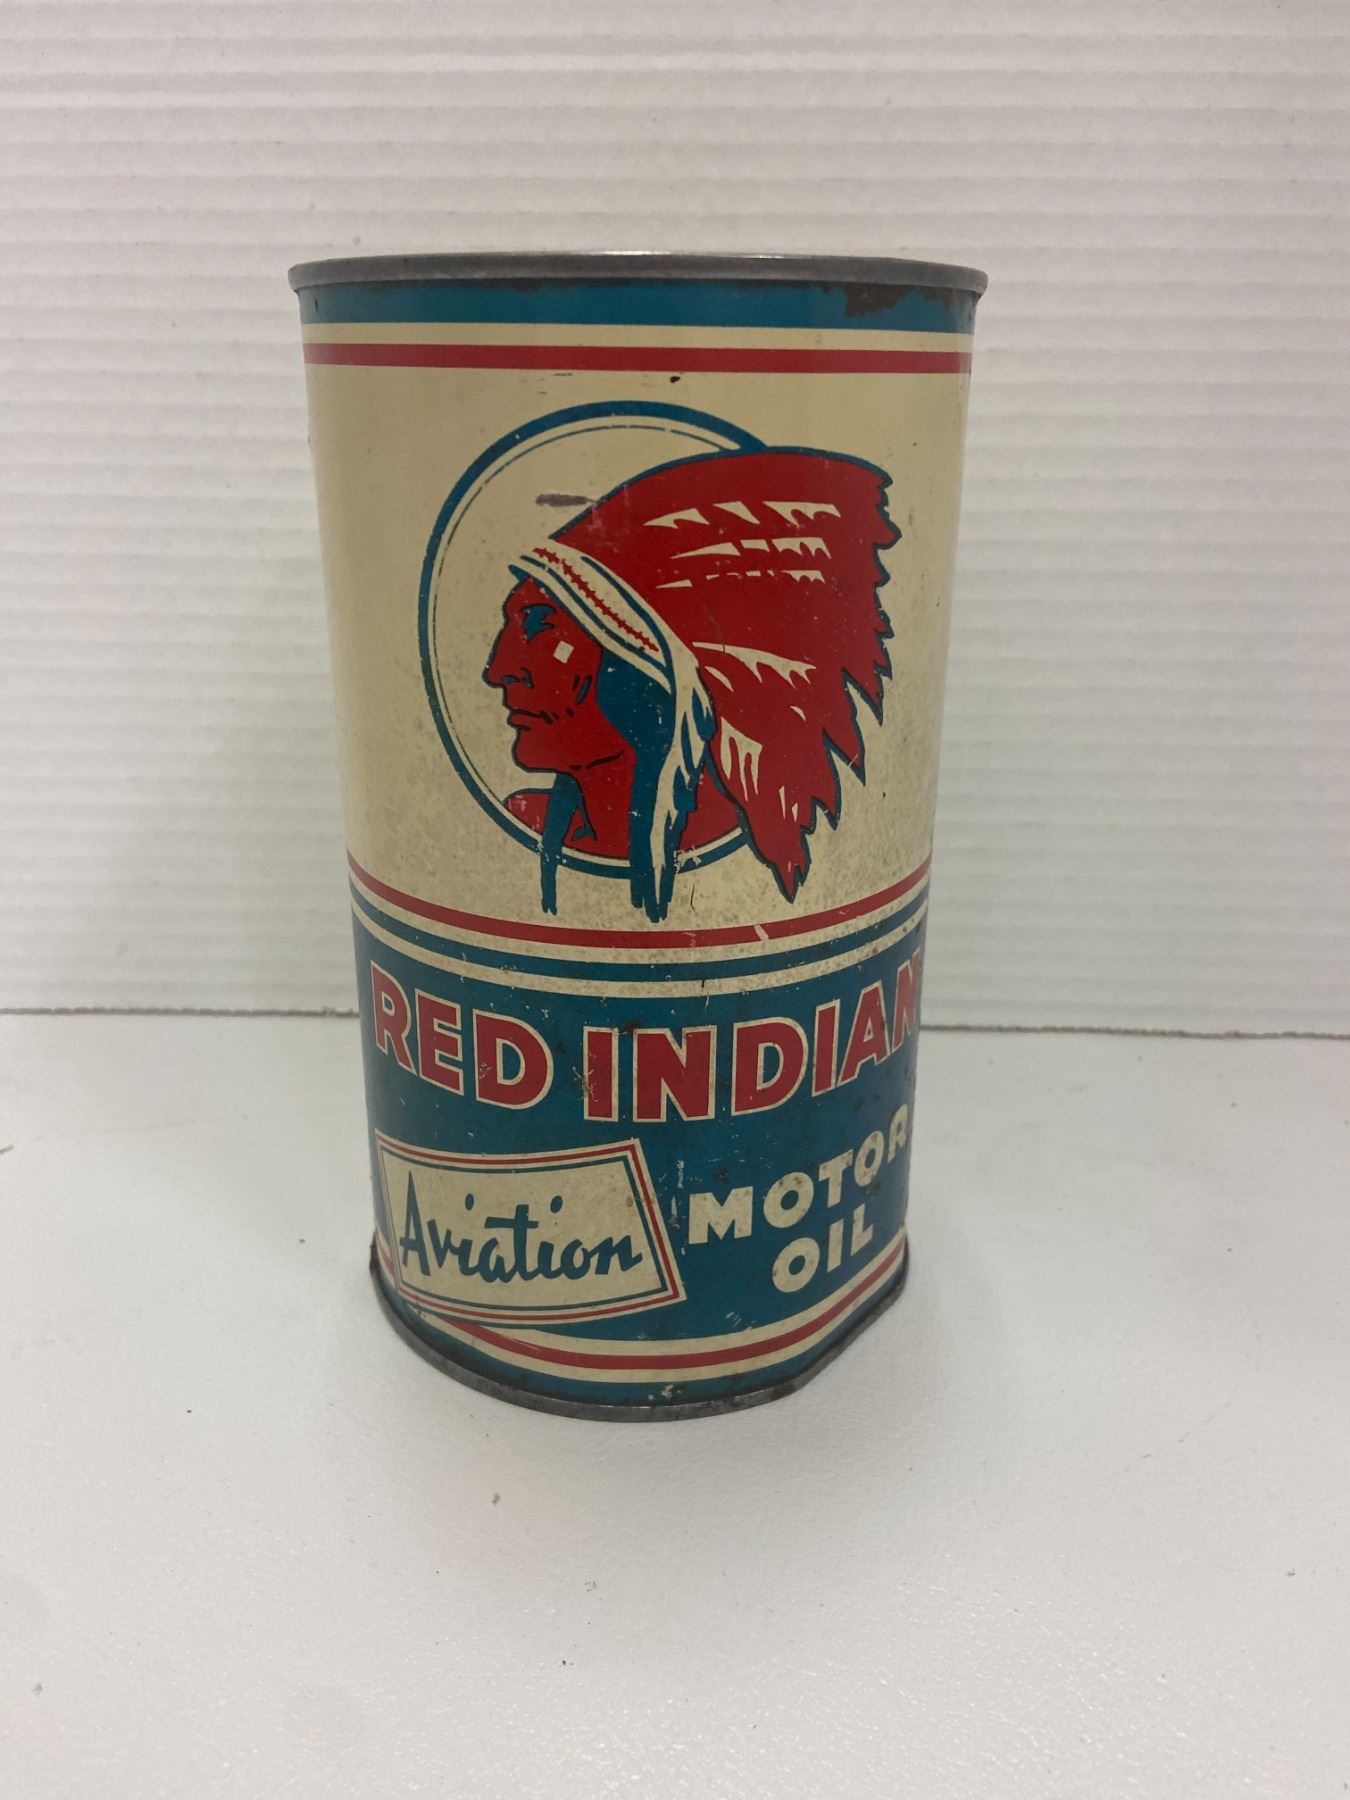 RED INDIAN
Aviation
MOTOR
OIL